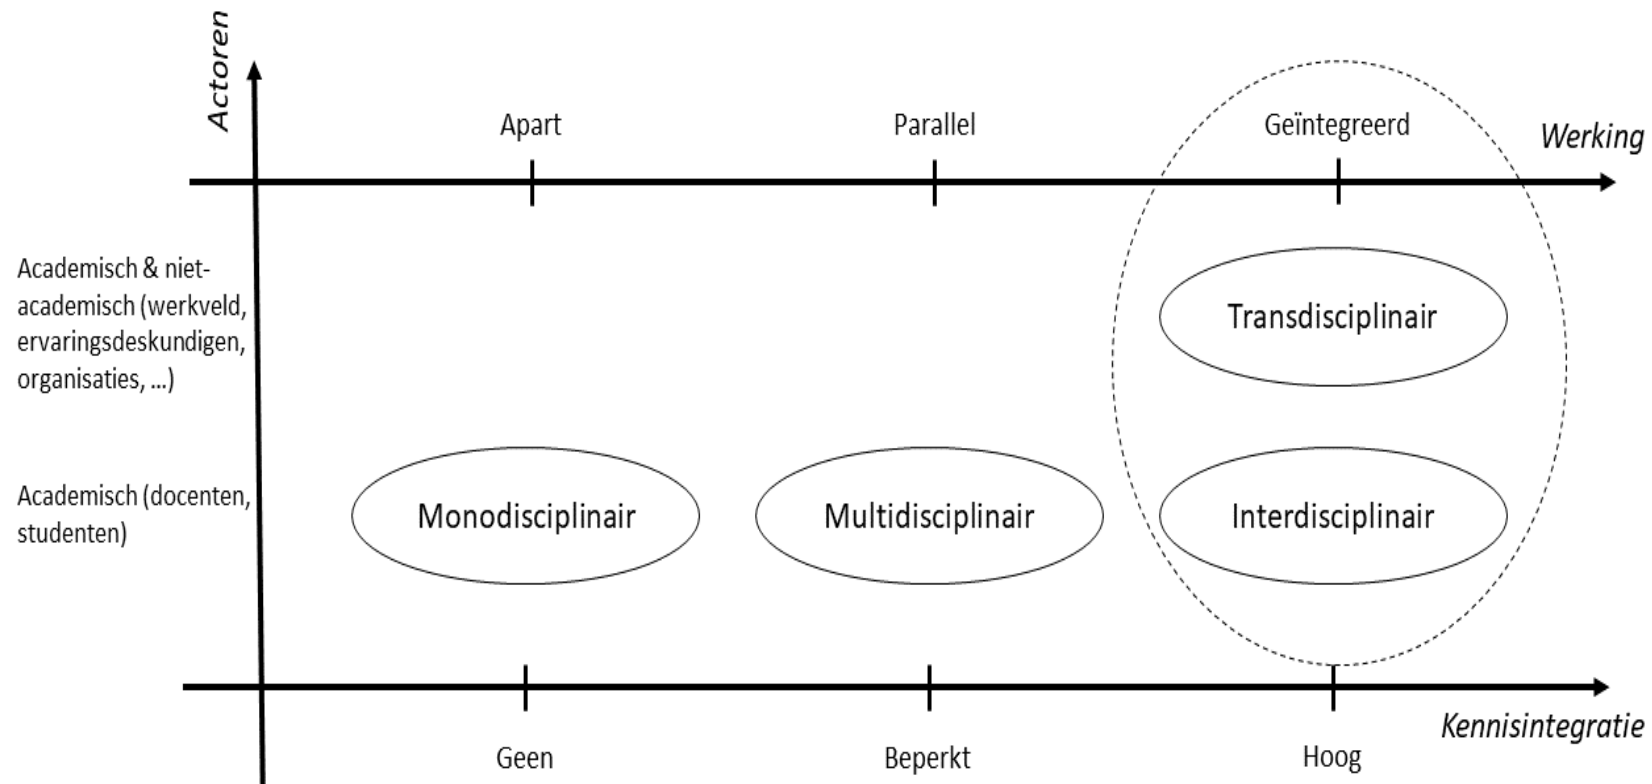 Actoren
Apart
Parallel
Geïntegreerd
Werking
Academisch & niet-
academisch (werkveld,
ervaringsdeskundigen,
organisaties, ...)
Transdisciplinair
Academisch (docenten,
studenten)
Monodisciplinair
Multidisciplinair
Interdisciplinair
Kennisintegratie
Geen
Beperkt
Hoog